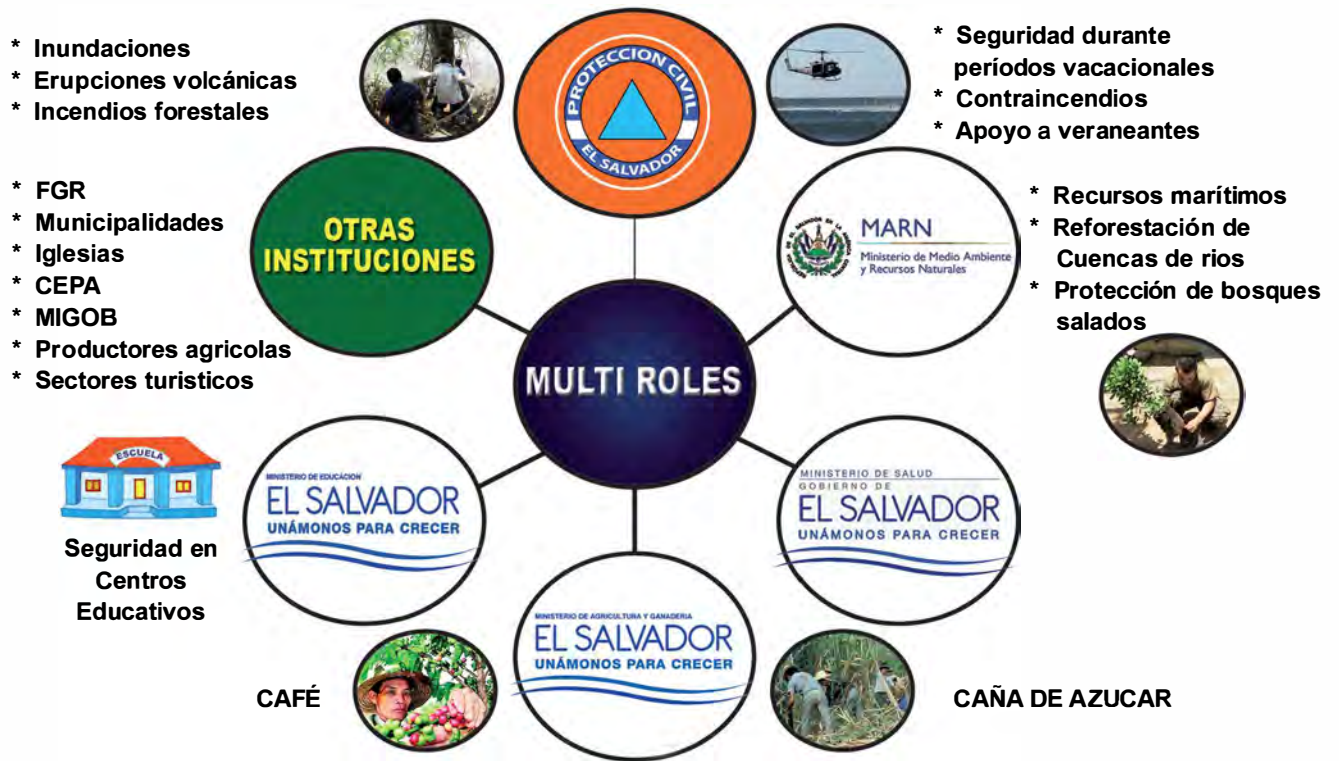 * Inundaciones
* Erupciones volcánicas
* Incendios forestales
PROTECCION CIVIL
EL SALVADOR
* Seguridad durante
períodos vacacionales
* Contraincendios
* Apoyo a veraneantes
* FGR
* Municipalidades
* Iglesias
* CEPA
* MIGOB
* Productores agricolas
* Sectores turisticos
OTRAS
INSTITUCIONES
MARN
Ministerio de Medio Ambiente
y Recursos Naturales
* Recursos marítimos
* Reforestación de
Cuencas de rios
* Protección de bosques
salados
MULTI ROLES
ESCUELA
Seguridad en
Centros
Educativos
MINISTERIO DE EDUCACIÓN
EL SALVADOR
UNÁMONOS PARA CRECER
MINISTERIO DE SALUD
GOBIERNO DE
EL SALVADOR
UNÁMONOS PARA CRECER
MINISTERIO DE AGRICULTURA Y GANADERIA
EL SALVADOR
UNÁMONOS PARA CRECER
CAFÉ
CAÑA DE AZUCAR